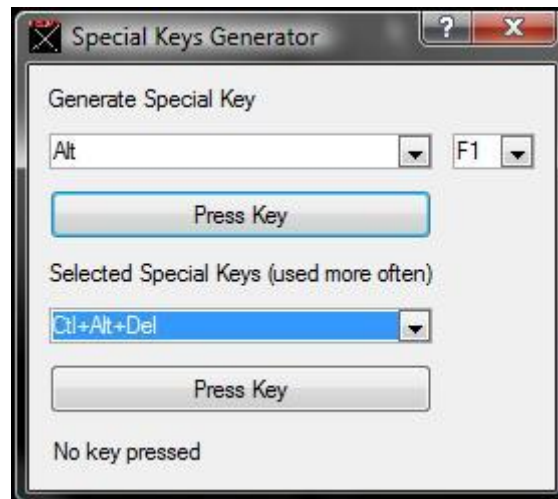 Special Keys Generator
Generate Special Key
Alt F1
Press Key
Selected Special Keys (used more often)
Ctl+Alt+Del
Press Key
No key pressed